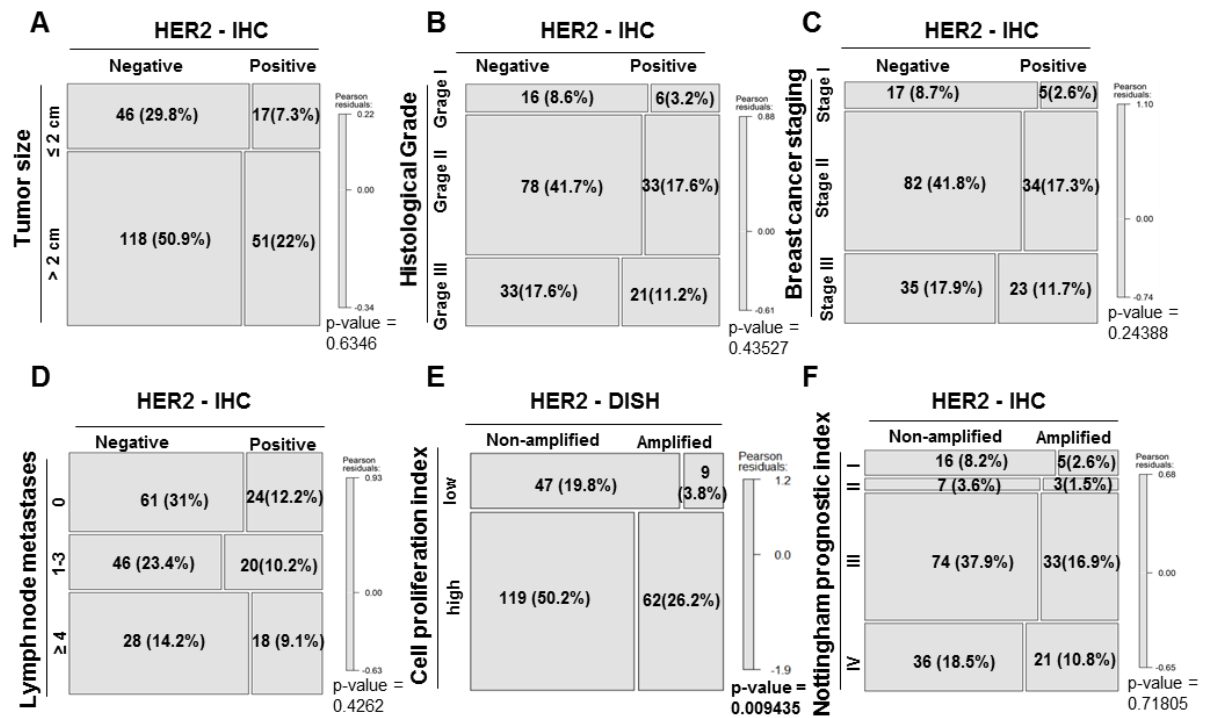 A
HER2 - IHC
Negative Positive
Tumor size
≤ 2 cm
> 2 cm
46 (29.8%) 17(7.3%)
118 (50.9%) 51(22%)
Pearson
residuals:
0.22
0.00
-0.34
p-value =
0.6346
B
HER2 - IHC
Negative Positive
Histological Grade
Grage I
Grage II
Grage III
16 (8.6%) 6(3.2%)
78 (41.7%) 33(17.6%)
33(17.6%) 21(11.2%)
Pearson
residuals:
0.88
0.00
-0.61
p-value =
0.43527
C
HER2 - IHC
Negative Positive
Breast cancer staging
Stage I
Stage II
Stage III
17 (8.7%) 5(2.6%)
82 (41.8%) 34(17.3%)
35 (17.9%) 23 (11.7%)
Pearson
residuals:
1.10
0.00
-0.74
p-value =
0.24388
D
HER2 - IHC
Negative Positive
Lymph node metastases
0
1-3
≥ 4
61 (31%) 24(12.2%)
46 (23.4%) 20(10.2%)
28 (14.2%) 18 (9.1%)
Pearson
residuals:
0.93
0.00
-0.63
p-value =
0.4262
E
HER2 - DISH
Non-amplified Amplified
Cell proliferation index
low
high
47 (19.8%) 9
(3.8%)
119 (50.2%) 62(26.2%)
Pearson
residuals:
1.2
0.0
-1.9
p-value =
0.009435
F
HER2 - IHC
Non-amplified Amplified
Nottingham prognostic index
I
II
III
IV
16 (8.2%) 5(2.6%)
7 (3.6%) 3(1.5%)
74 (37.9%) 33(16.9%)
36 (18.5%) 21 (10.8%)
Pearson
residuals:
0.68
0.00
-0.65
p-value =
0.71805